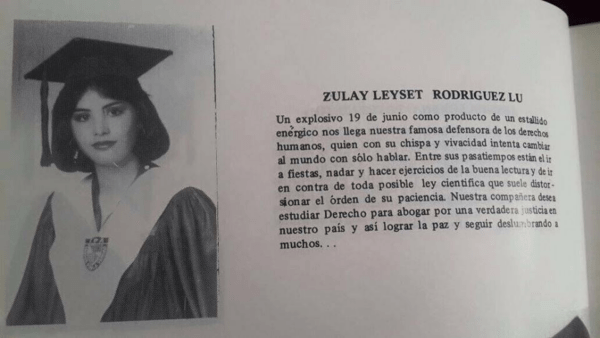 ZULAY LEYSET RODRIGUEZ LU
Un explosivo 19 de junio como producto de un estallido
enérgico nos llega nuestra famosa defensora de los derechos
humanos, quien con su chispa y vivacidad intenta cambiar
al mundo con sólo hablar. Entre sus pasatiempos están el ir
a fiestas, nadar y hacer ejercicios de la buena lectura y de ir
en contra de toda posible ley científica que suele distor-
sionar el órden de su paciencia. Nuestra compañera desea
estudiar Derecho para abogar por una verdadera justicia en
nuestro país y así lograr la paz y seguir deslumbrando a
muchos. . .